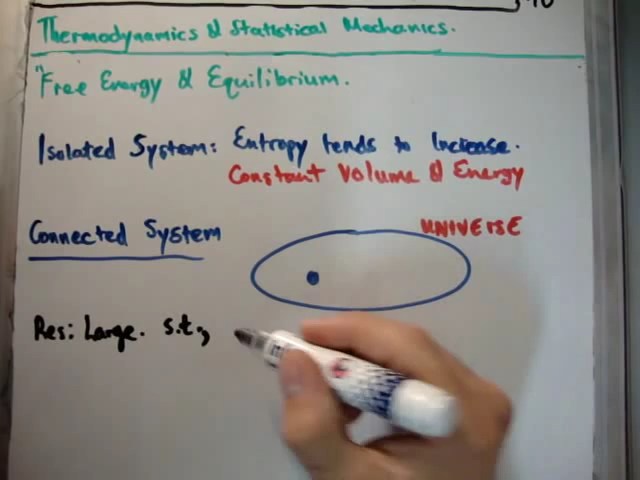 Thermodynamics & Statistical Mechanics.
"Free Energy & Equilibrium.
Isolated System: Entropy tends to Increase.
Constant Volume & Energy
Connected System
UNIVERSE
Res: Large. s.t.,